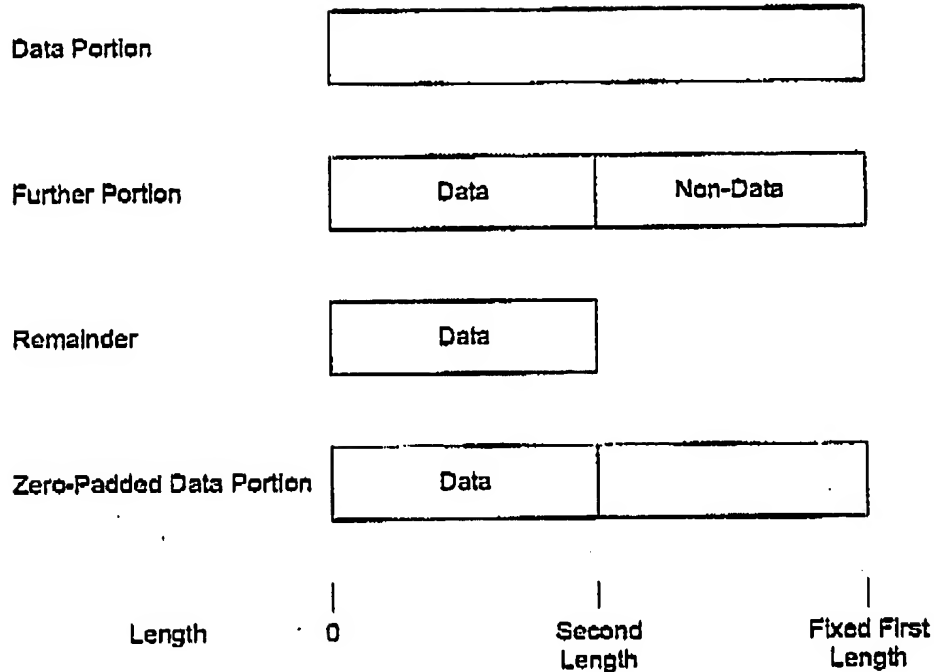 Data Portion
Further Portion
Data
Non-Data
Remainder
Data
Zero-Padded Data Portion
Data
Length
0
Second
Length
Fixed First
Length